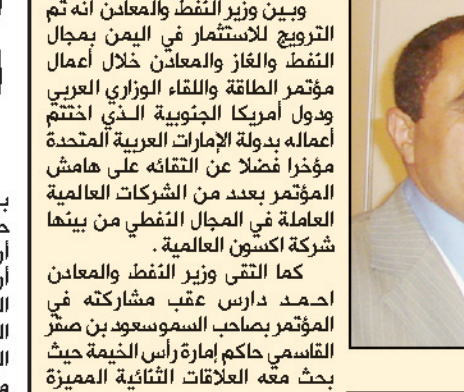 وبين وزير النفط والمعادن أنه تم
الترويج للاستثمار في اليمن بمجال
النفط والغاز والمعادن خلال أعمال
مؤتمر الطاقة واللقاء الوزاري العربي
ودول أمريكا الجنوبية الذي اختتم
أعماله بدولة الإمارات العربية المتحدة
مؤخرا فضلا عن التقائه على هامش
المؤتمر بعدد من الشركات العالمية
العاملة في المجال النفطي من بينها
شركة اكسون العالمية .
كما التقى وزير النفط والمعادن
احمد دارس عقب مشاركته في
المؤتمر بصاحب السمو سعود بن صقر
القاسمي حاكم إمارة رأس الخيمة حيث
بحث معه العلاقات الثنائية المميزة